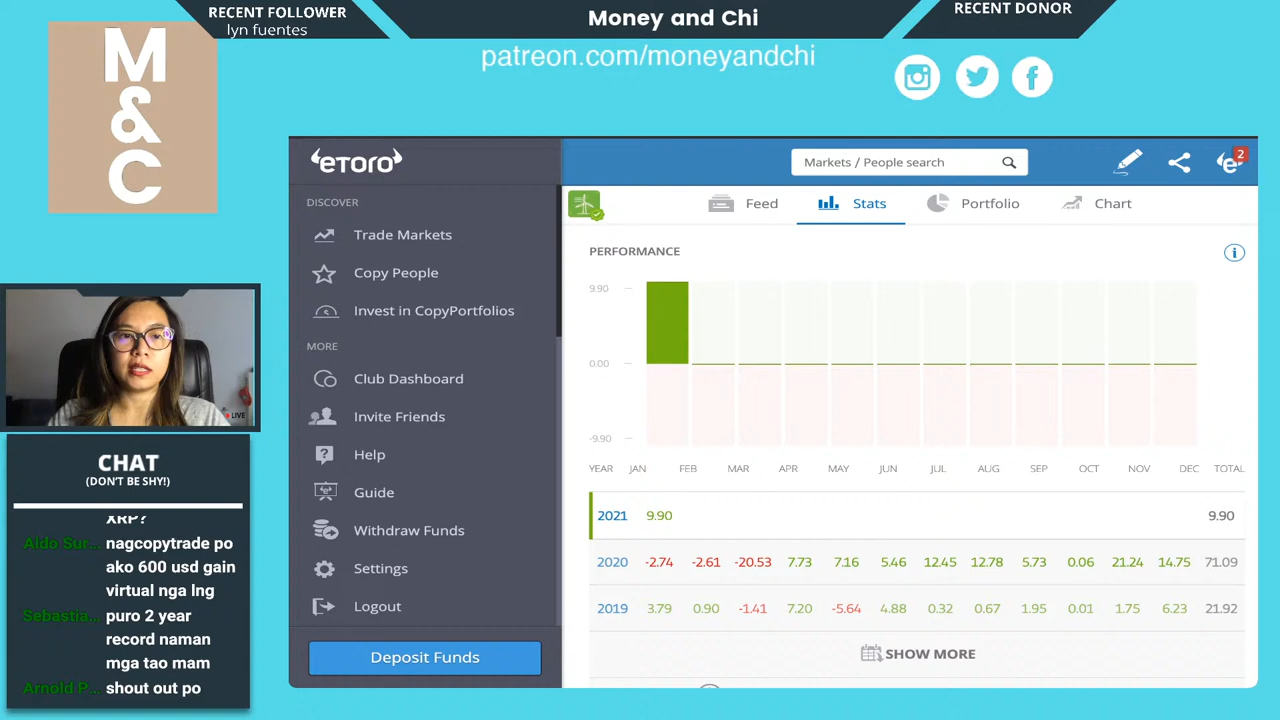 RECENT FOLLOWER
lyn fuentes
Money and Chi
RECENT DONOR
patreon.com/moneyandchi
M
&
C
eToro
Markets / People search
2
DISCOVER
Trade Markets
Copy People
Invest in CopyPortfolios
MORE
Club Dashboard
Invite Friends
Help
Guide
Withdraw Funds
Settings
Logout
Deposit Funds
Feed
Stats
Portfolio
Chart
PERFORMANCE
9.90
0.00
-9.90
YEAR JAN FEB MAR APR MAY JUN JUL AUG SEP OCT NOV DEC TOTAL
2021 9.90 9.90
2020 -2.74 -2.61 -20.53 7.73 7.16 5.46 12.45 12.78 5.73 0.06 21.24 14.75 71.09
2019 3.79 0.90 -1.41 7.20 -5.64 4.88 0.32 0.67 1.95 0.01 1.75 6.23 21.92
SHOW MORE
LIVE
CHAT
(DON'T BE SHY!)
XRP?
Aldo Sur... nagcopytrade po
ako 600 usd gain
virtual nga lng
Sebastia... puro 2 year
record naman
mga tao mam
Arnold P... shout out po